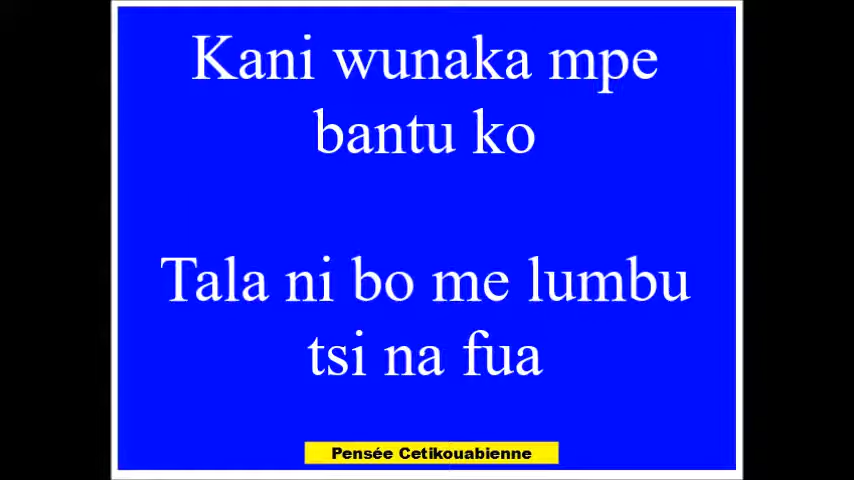 Kani wunaka mpe
bantu ko
Tala ni bo me lumbu
tsi na fua
Pensée Cetikouabienne